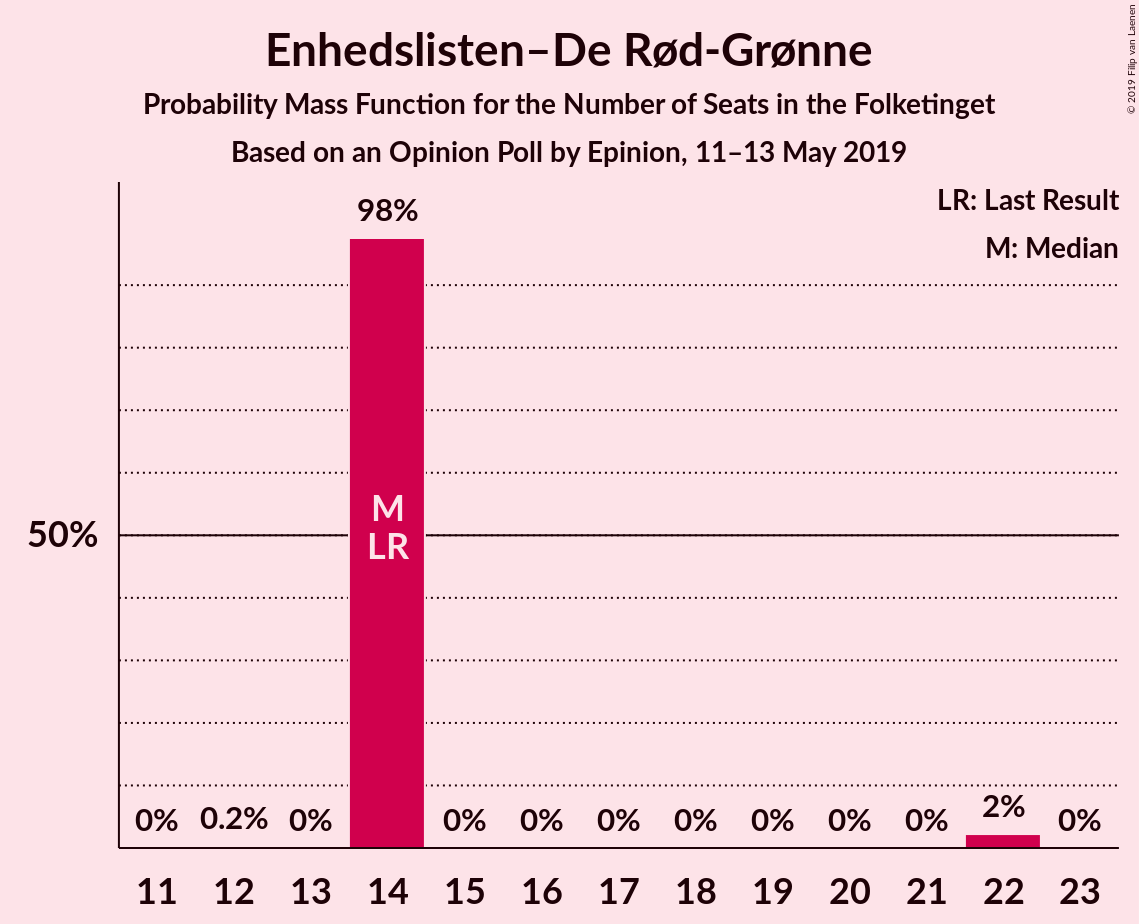 Enhedslisten–De Rød-Grønne
Probability Mass Function for the Number of Seats in the Folketinget
Based on an Opinion Poll by Epinion, 11–13 May 2019
© 2019 Filip van Laenen
LR: Last Result
M: Median
98%
50%
M
LR
0% 0.2% 0% 0% 0% 0% 0% 0% 0% 0% 2% 0%
11 12 13 14 15 16 17 18 19 20 21 22 23